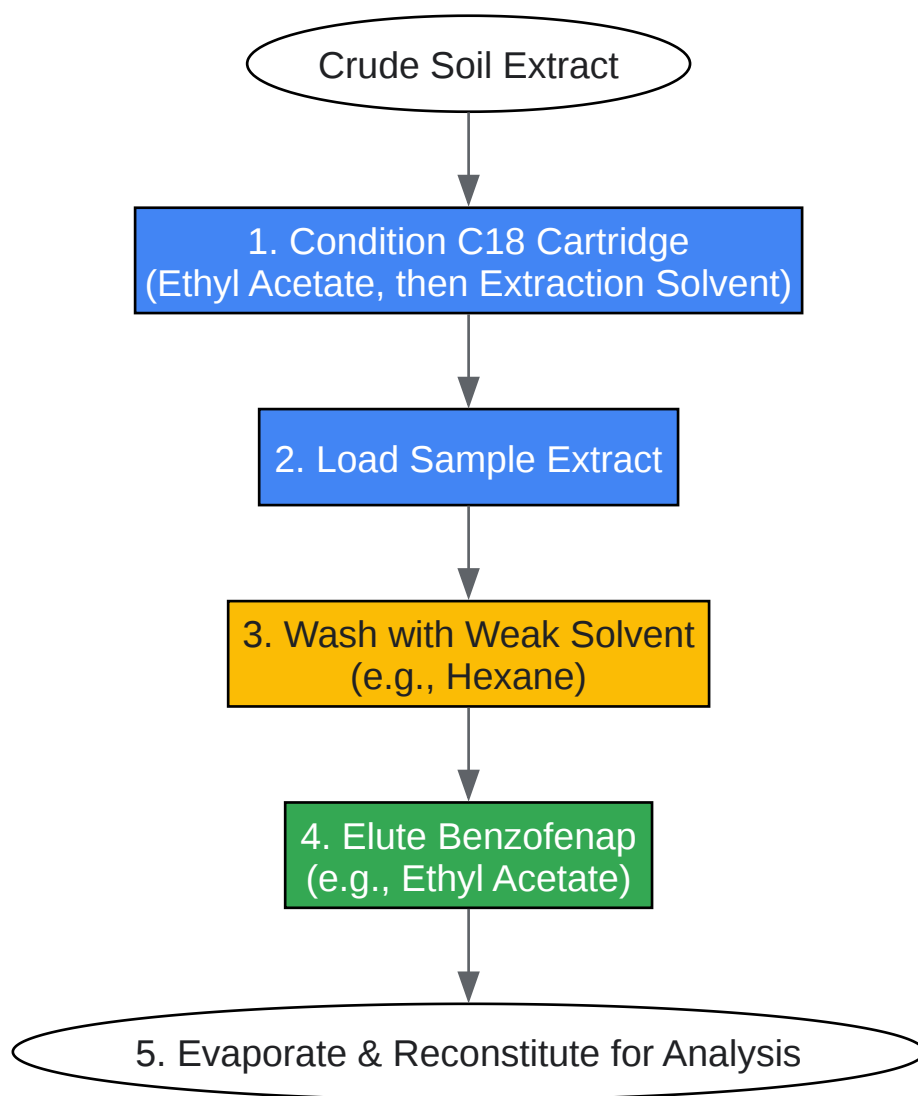 Crude Soil Extract
1. Condition C18 Cartridge
(Ethyl Acetate, then Extraction Solvent)
2. Load Sample Extract
3. Wash with Weak Solvent
(e.g., Hexane)
4. Elute Benzofenap
(e.g., Ethyl Acetate)
5. Evaporate & Reconstitute for Analysis